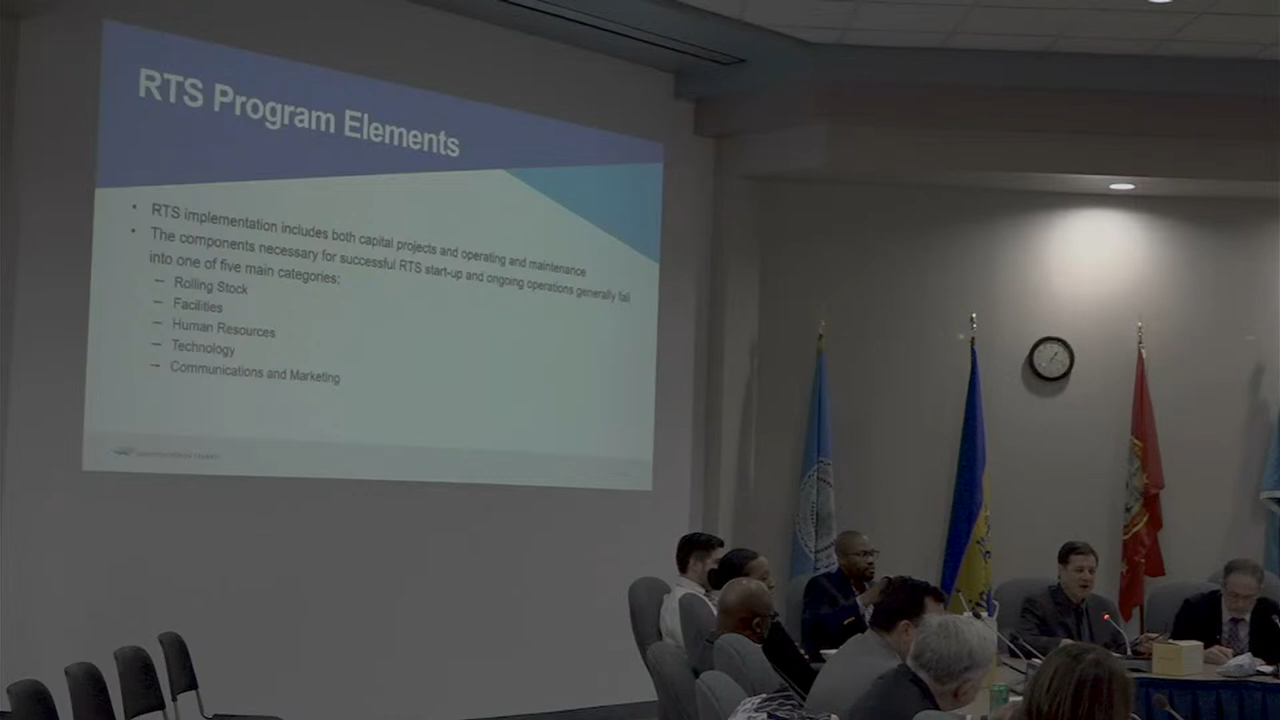 RTS Program Elements
• RTS implementation includes both capital projects and operating and maintenance
• The components necessary for successful RTS start-up and ongoing operations generally fall
into one of five main categories;
– Rolling Stock
– Facilities
– Human Resources
– Technology
– Communications and Marketing